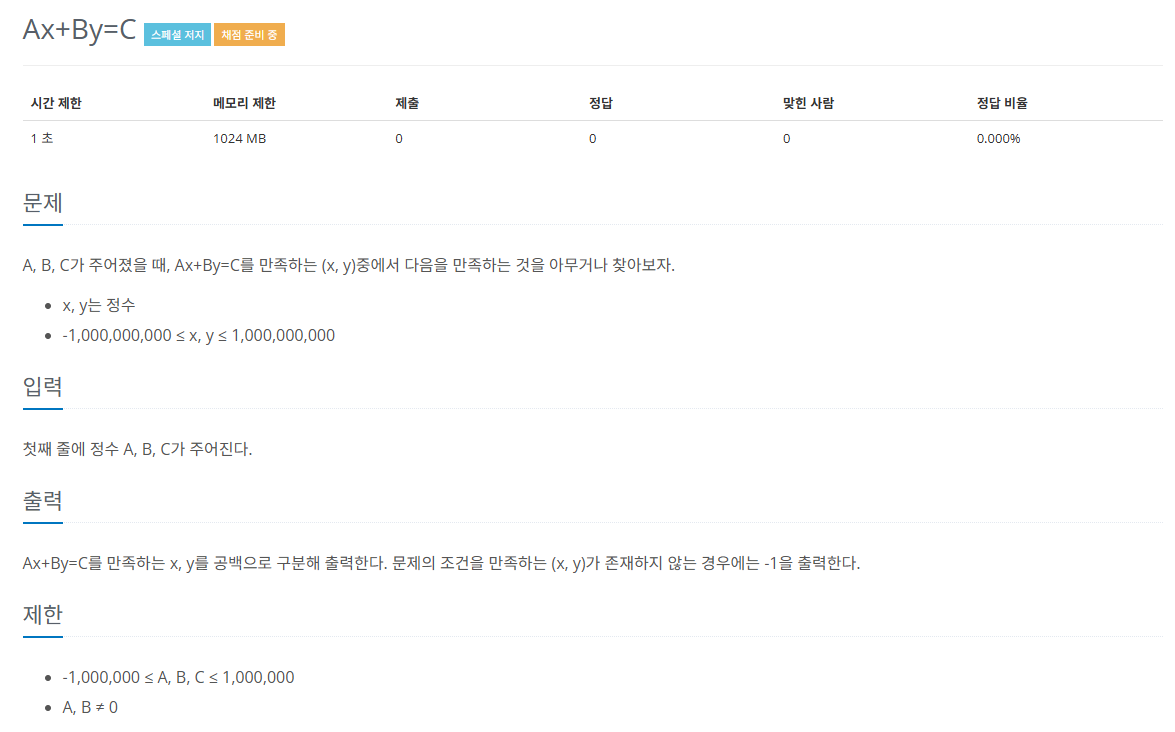 Ax+By=C 스페셜 저지 채점 준비 중
시간 제한 메모리 제한 제출 정답 맞힌 사람 정답 비율
1 초 1024 MB 0 0 0 0.000%
문제
A, B, C가 주어졌을 때, Ax+By=C를 만족하는 (x, y)중에서 다음을 만족하는 것을 아무거나 찾아보자.
• x, y는 정수
• -1,000,000,000 ≤ x, y ≤ 1,000,000,000
입력
첫째 줄에 정수 A, B, C가 주어진다.
출력
Ax+By=C를 만족하는 x, y를 공백으로 구분해 출력한다. 문제의 조건을 만족하는 (x, y)가 존재하지 않는 경우에는 -1을 출력한다.
제한
• -1,000,000 ≤ A, B, C ≤ 1,000,000
• A, B ≠ 0